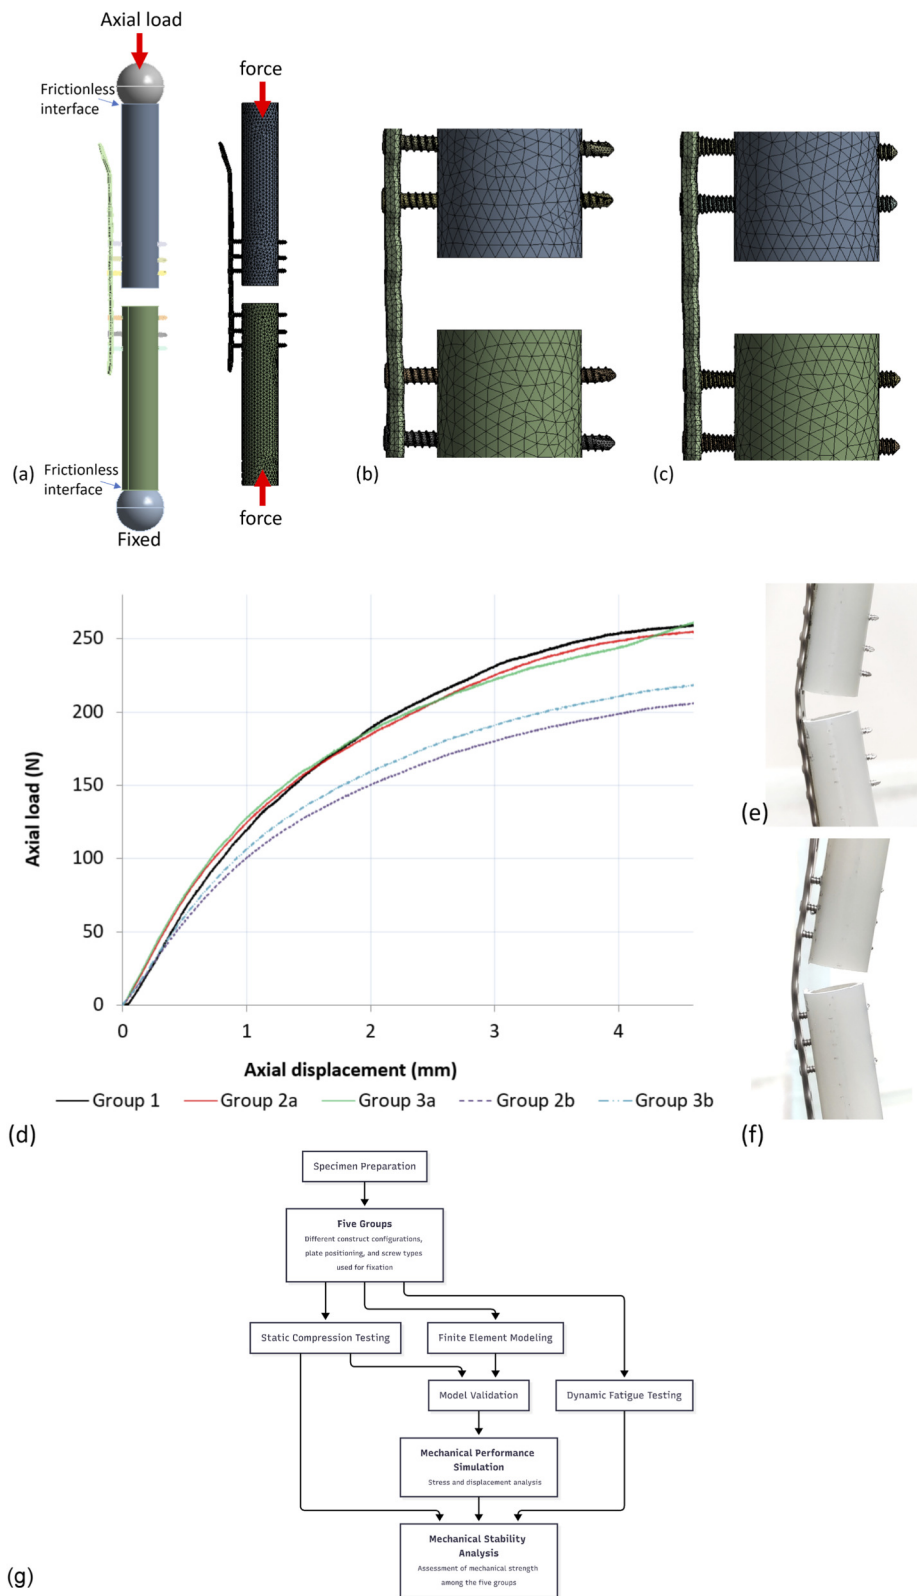 Axial load
Frictionless
interface
force
(a)
Frictionless
interface
Fixed
force
(b)
(c)
Axial load (N)
250
200
150
100
50
0
0
1
2
3
4
Axial displacement (mm)
Group 1
Group 2a
Group 3a
Group 2b
Group 3b
(d)
(e)
(f)
Specimen Preparation
Five Groups
Different construct configurations,
plate positioning, and screw types
used for fixation
Static Compression Testing
Finite Element Modeling
Model Validation
Dynamic Fatigue Testing
Mechanical Performance
Simulation
Stress and displacement analysis
Mechanical Stability
Analysis
Assessment of mechanical strength
among the five groups
(g)